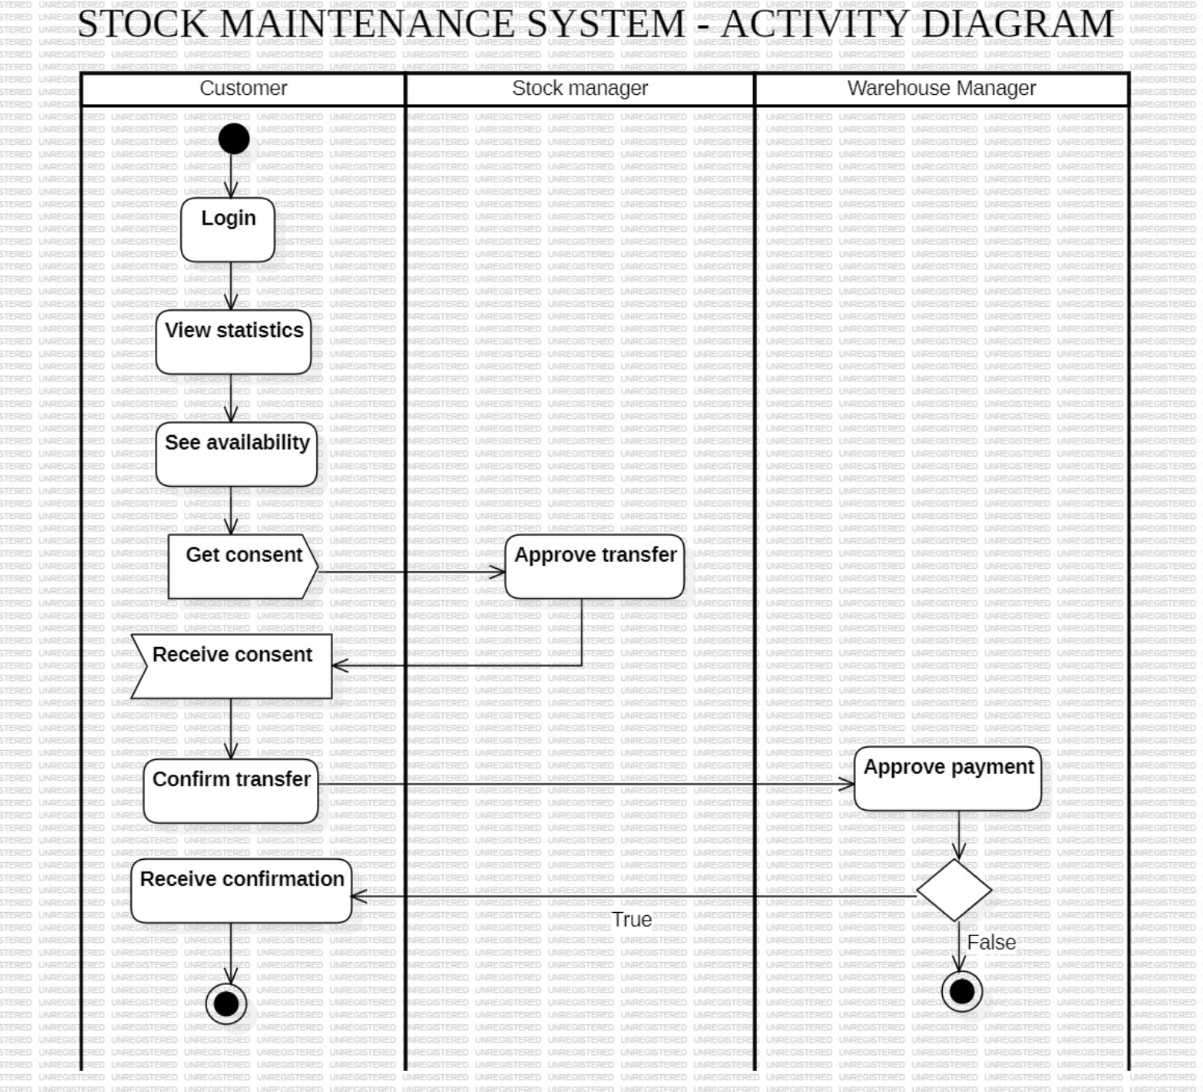 STOCK MAINTENANCE SYSTEM - ACTIVITY DIAGRAM
Customer
Stock manager
Warehouse Manager
Login
View statistics
See availability
Get consent
Approve transfer
Receive consent
Confirm transfer
Approve payment
Receive confirmation
True
False
UNREGISTERED